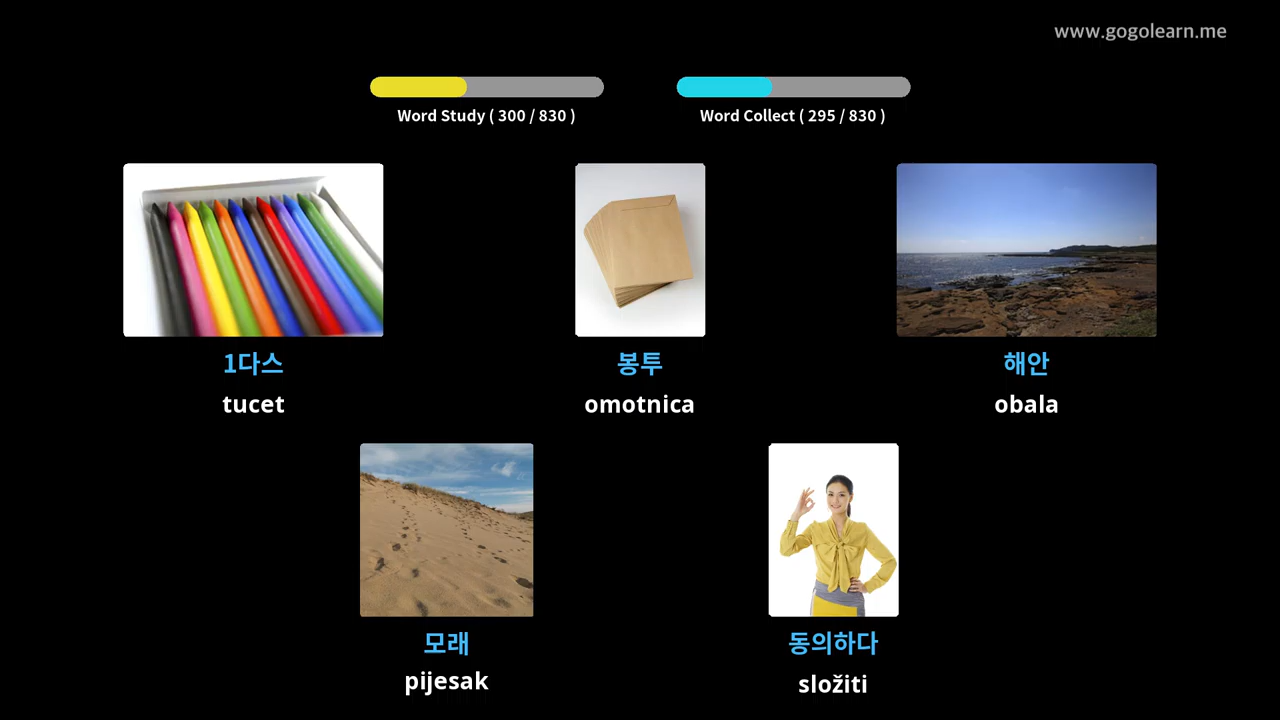 www.gogolearn.me
Word Study ( 300 / 830 )
Word Collect ( 295 / 830 )
1다스
tucet
봉투
omotnica
해안
obala
모래
pijesak
동의하다
složiti